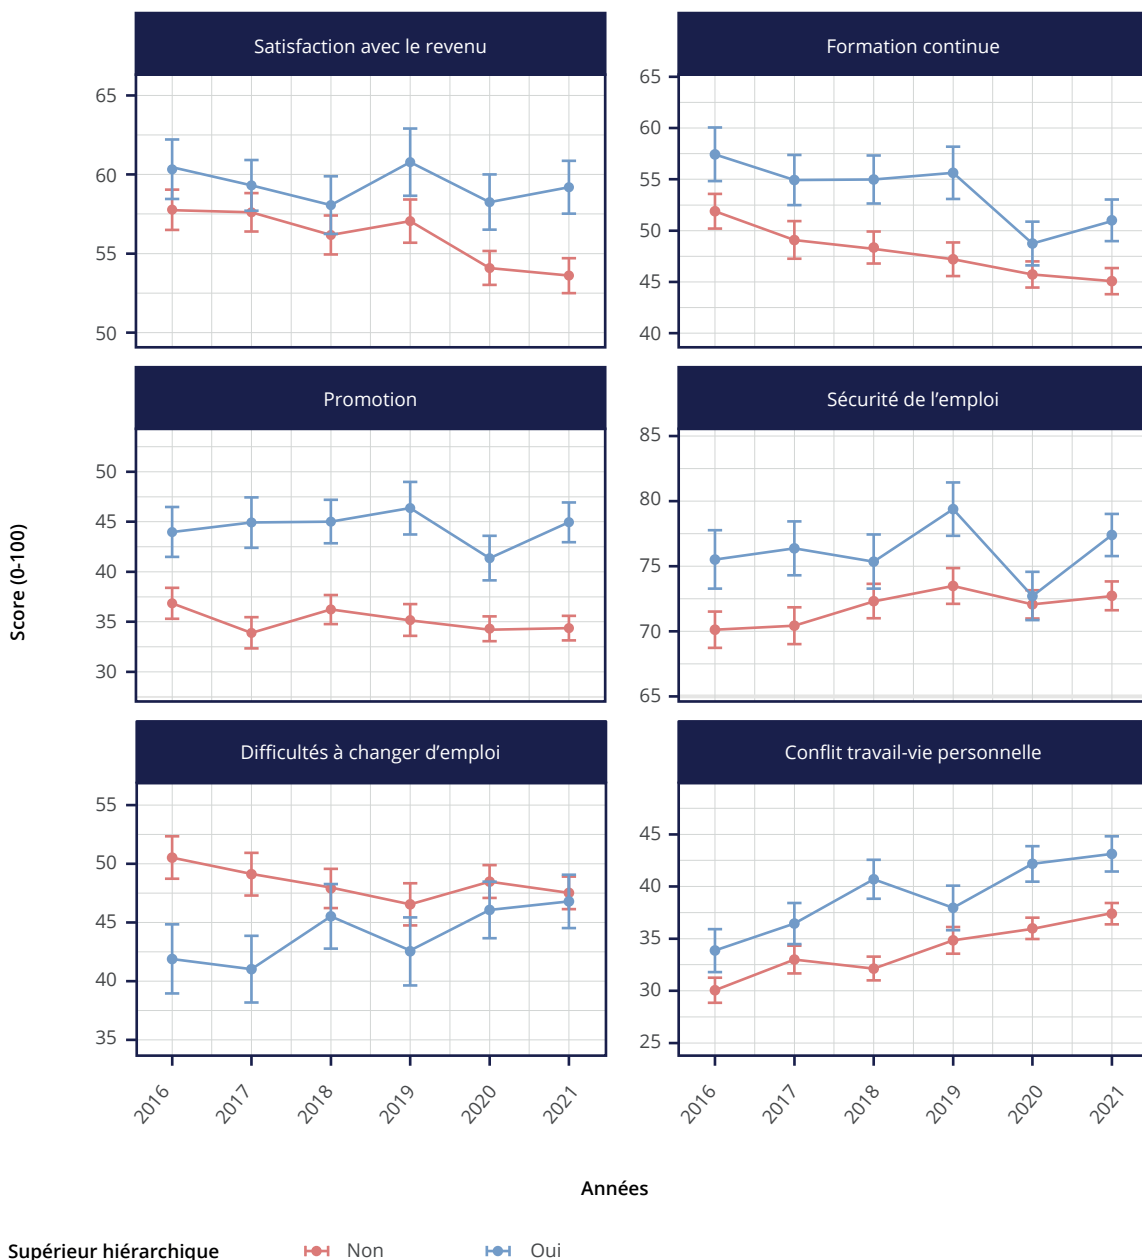 Satisfaction avec le revenu
Formation continue
65
60
55
50
65
60
55
50
45
40
Promotion
Sécurité de l'emploi
50
45
40
35
30
85
80
75
70
65
Score (0-100)
Difficultés à changer d'emploi
Conflit travail-vie personnelle
55
50
45
40
35
45
40
35
30
25
2016 2017 2018 2019 2020 2021
2016 2017 2018 2019 2020 2021
Années
Supérieur hiérarchique Non Oui